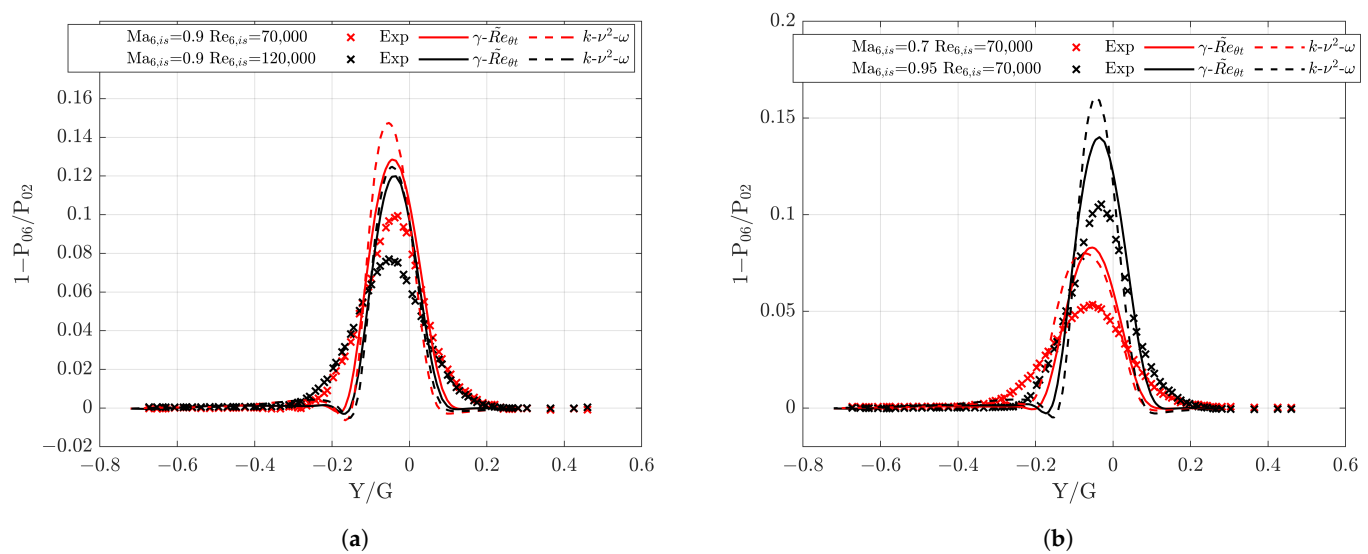 Ma6,is=0.9 Re6,is=70,000 × Exp γ-R̃eθt k-ν²-ω
Ma6,is=0.9 Re6,is=120,000 × Exp γ-R̃eθt k-ν²-ω
0.16
0.14
0.12
0.1
0.08
0.06
0.04
0.02
0
−0.02
1−P06/P02
−0.8 −0.6 −0.4 −0.2 0 0.2 0.4 0.6
Y/G
(a)
0.2
Ma6,is=0.7 Re6,is=70,000 × Exp γ-R̃eθt k-ν²-ω
Ma6,is=0.95 Re6,is=70,000 × Exp γ-R̃eθt k-ν²-ω
0.15
0.1
0.05
0
1−P06/P02
−0.8 −0.6 −0.4 −0.2 0 0.2 0.4 0.6
Y/G
(b)